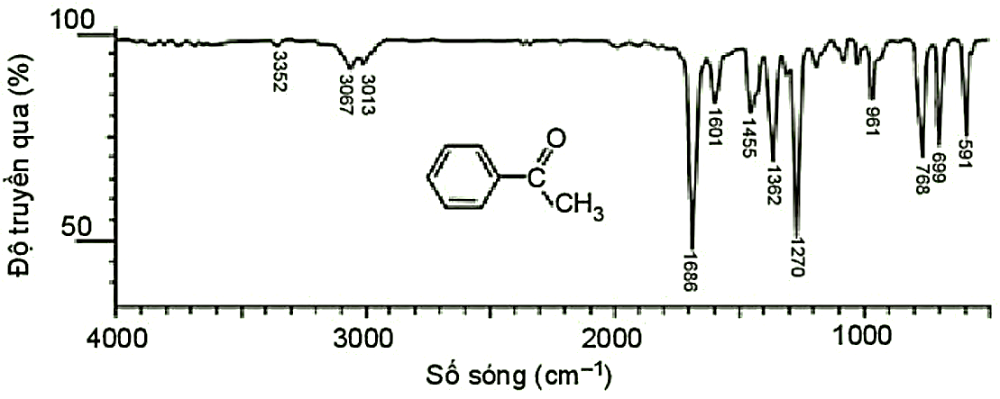 100
50
Độ truyền qua (%)
3352
3067
3013
1686
1601
1455
1362
1270
961
768
699
591
O
C
CH3
4000 3000 2000 1000
Số sóng (cm–1)